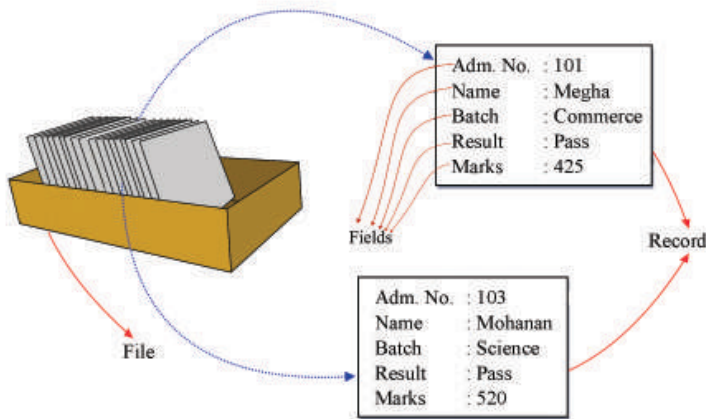 Adm. No. : 101
Name : Megha
Batch : Commerce
Result : Pass
Marks : 425
Fields
Record
Adm. No. : 103
Name : Mohanan
Batch : Science
Result : Pass
Marks : 520
File